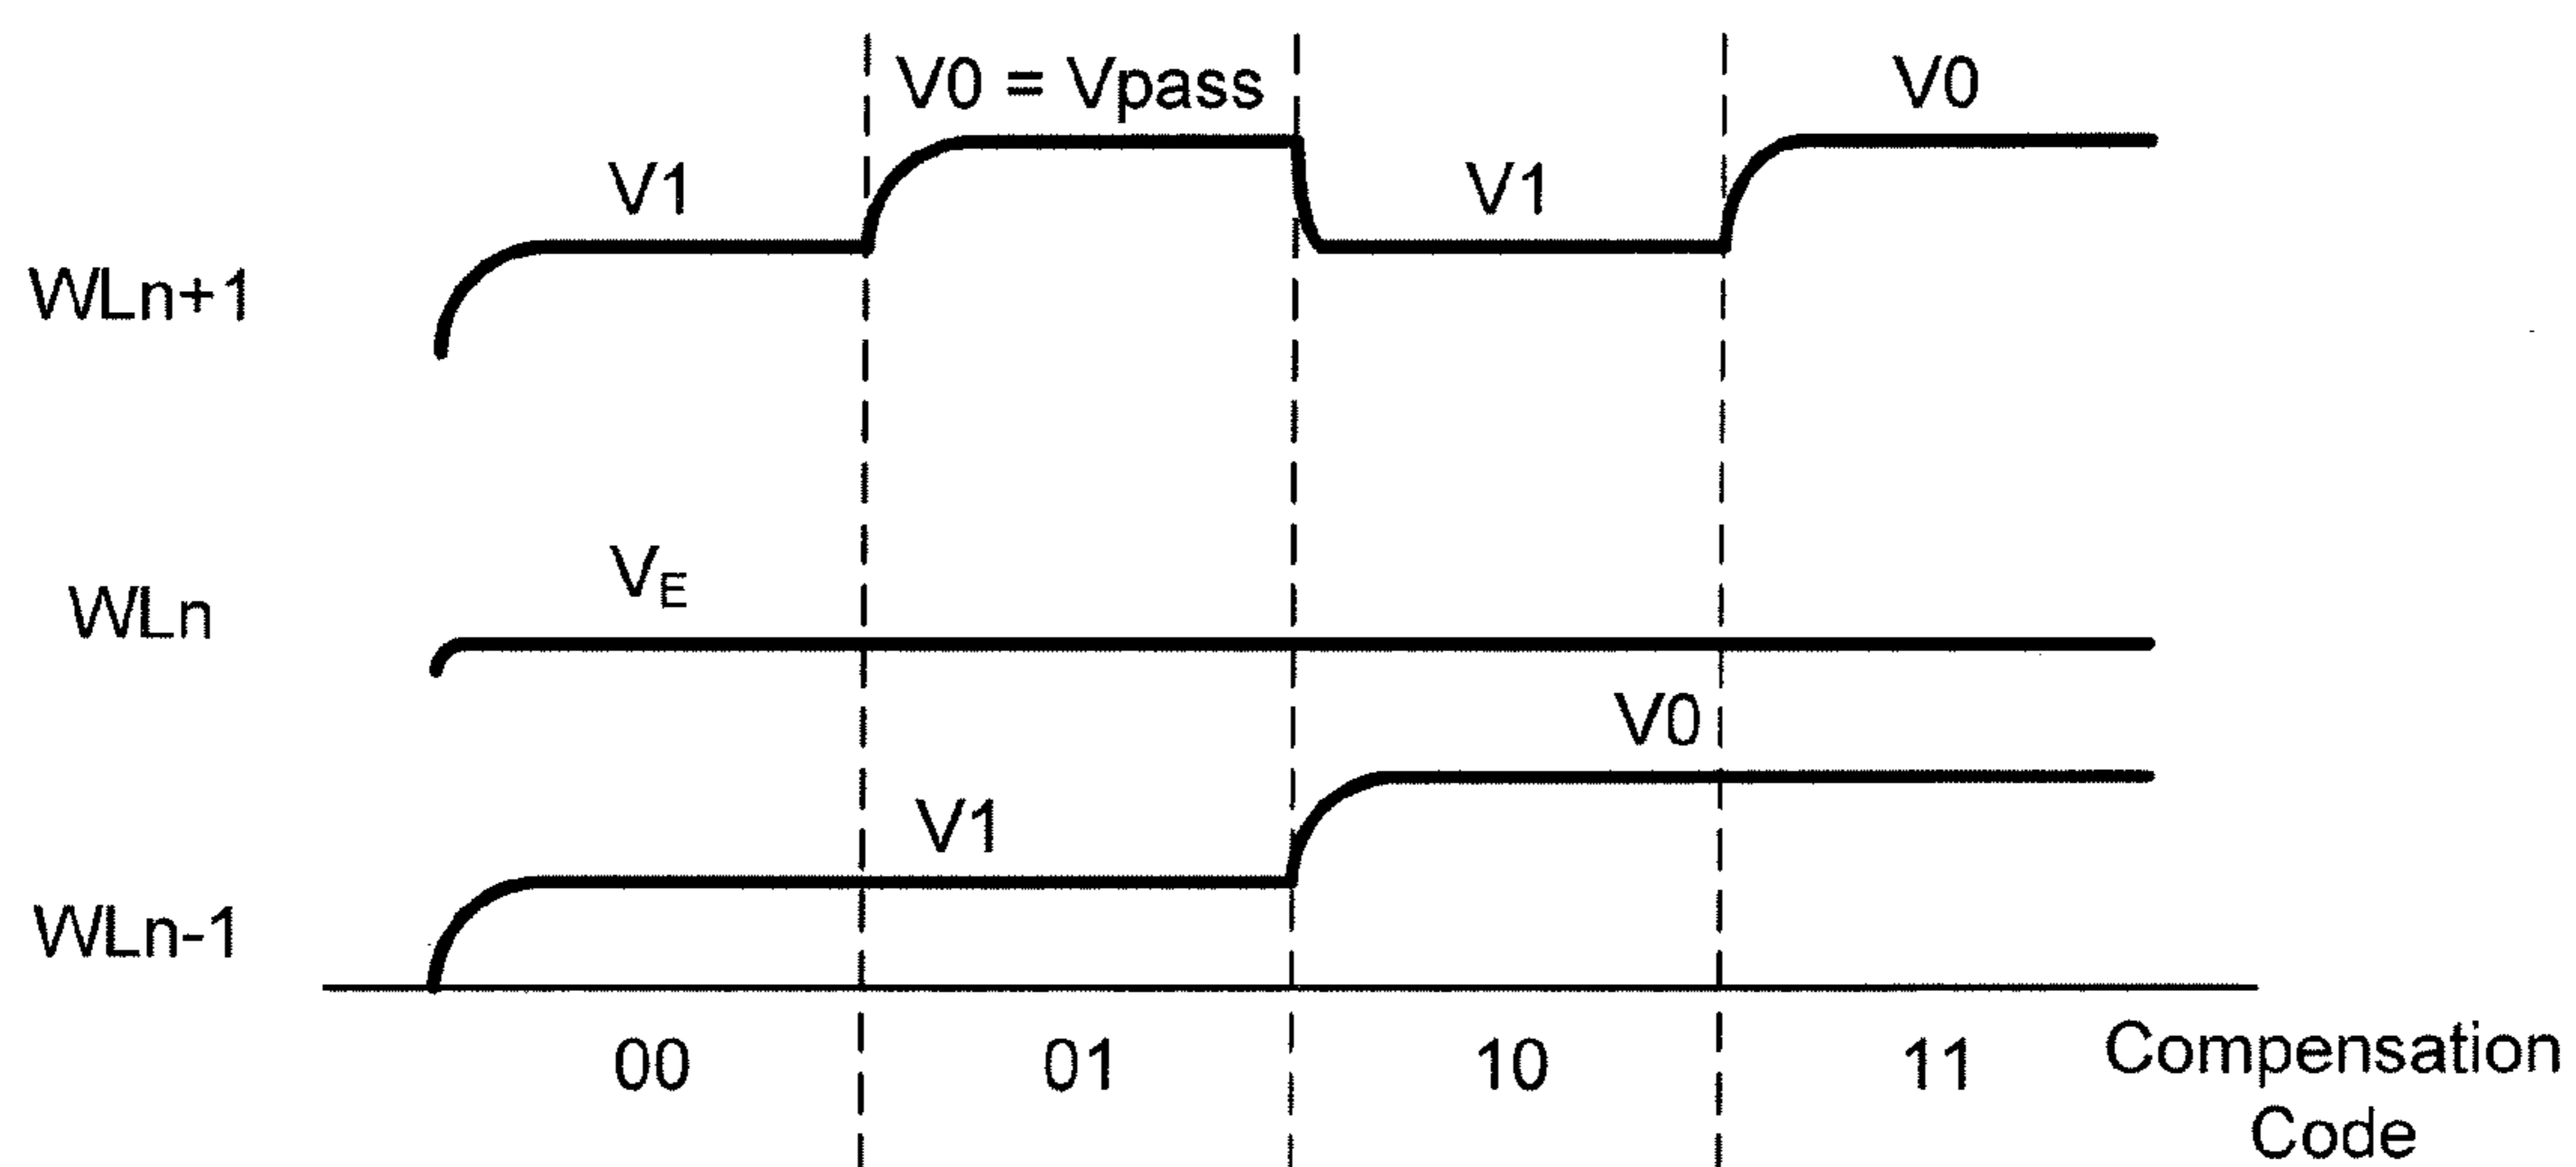 V0 = Vpass
V0
V1
V1
WLn+1
VE
WLn
V0
V1
WLn-1
00
01
10
11
Compensation
Code